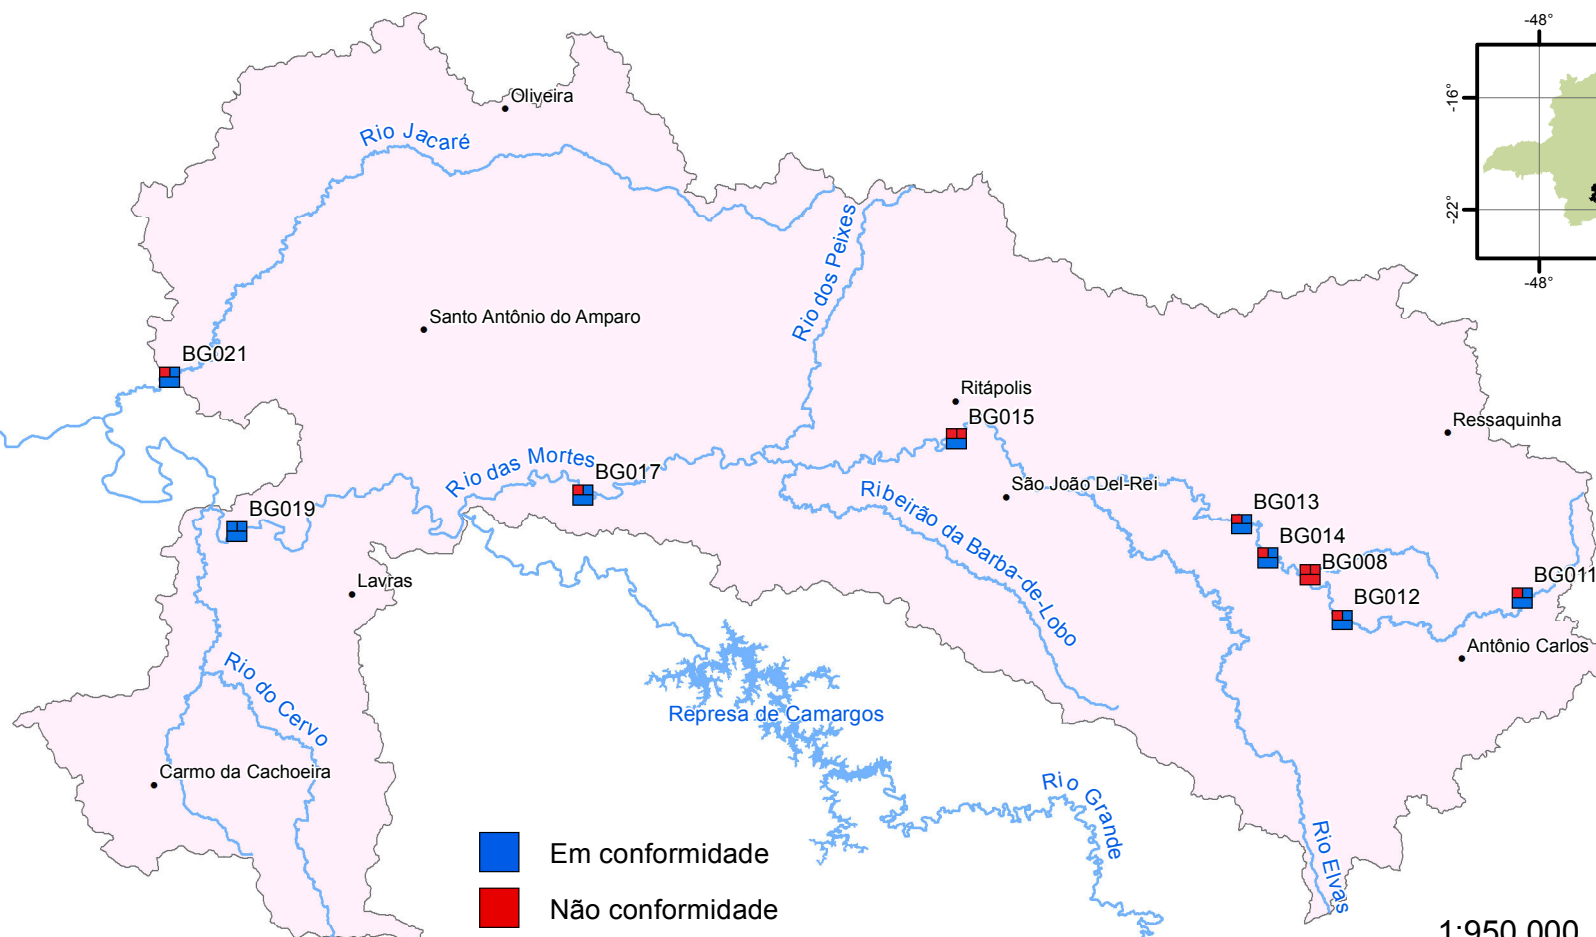 -48°
Oliveira
-16°
Rio Jacaré
-22°
Rio dos Peixes
-48°
Santo Antônio do Amparo
BG021
Ritápolis
BG015
Ressaquinha
Rio das Mortes
BG017
São João Del-Rei
Ribeirão da Barba-de-Lobo
BG019
BG013
BG014
BG008
BG011
BG012
Lavras
Antônio Carlos
Rio do Cervo
Represa de Camargos
Carmo da Cachoeira
Rio Grande
Rio Elvas
Em conformidade
Não conformidade
1:950.000